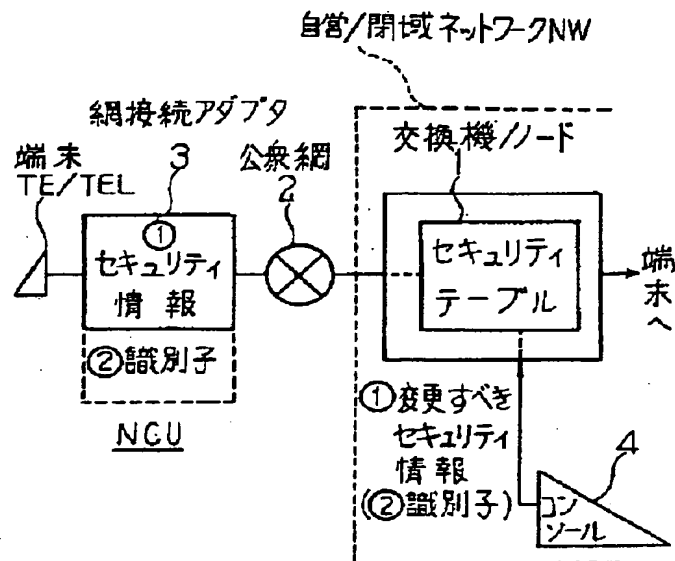 自営/閉域ネットワークNW
網接続アダプタ
3
公衆網
2
交換機/ノード
1
端末
TE/TEL
①
セキュリティ
情報
②識別子
NCU
セキュリティ
テーブル
端末へ
①変更すべき
セキュリティ
情報
(②識別子)
4
コン
ソール